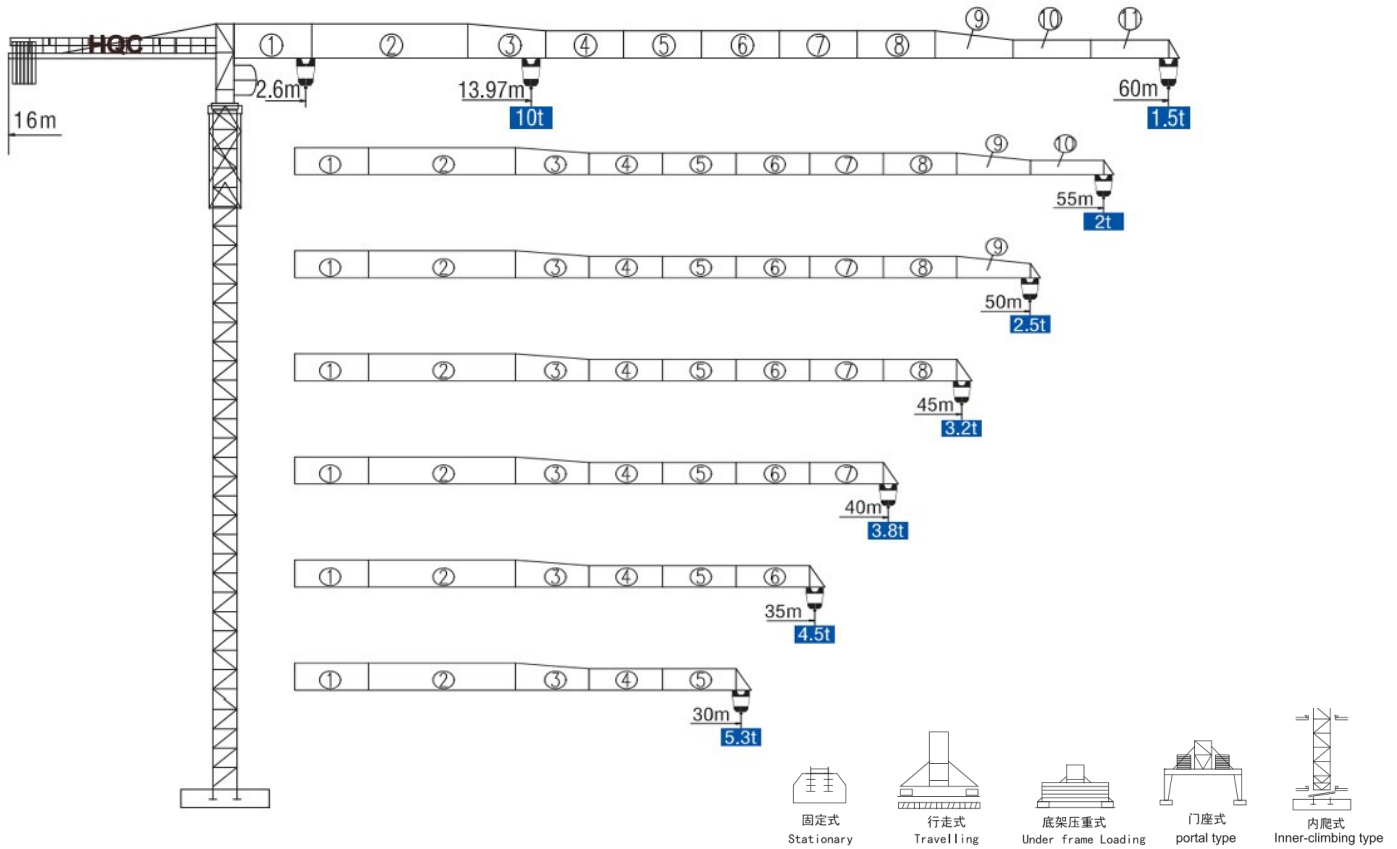 HQC
① ② ③ ④ ⑤ ⑥ ⑦ ⑧ ⑨ ⑩ ⑪
2.6m 13.97m 60m
10t 1.5t
16m
① ② ③ ④ ⑤ ⑥ ⑦ ⑧ ⑨ ⑩
55m
2t
① ② ③ ④ ⑤ ⑥ ⑦ ⑧ ⑨
50m
2.5t
① ② ③ ④ ⑤ ⑥ ⑦ ⑧
45m
3.2t
① ② ③ ④ ⑤ ⑥ ⑦
40m
3.8t
① ② ③ ④ ⑤ ⑥
35m
4.5t
① ② ③ ④ ⑤
30m
5.3t
固定式
Stationary
行走式
Travelling
底架压重式
Under frame Loading
门座式
portal type
内爬式
Inner-climbing type